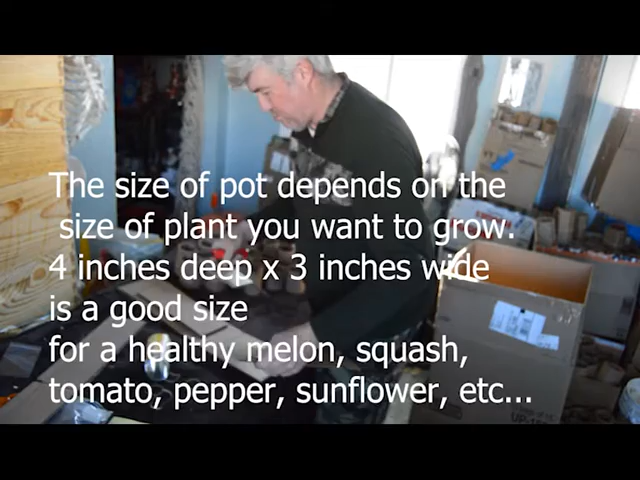 The size of pot depends on the
size of plant you want to grow.
4 inches deep x 3 inches wide
is a good size
for a healthy melon, squash,
tomato, pepper, sunflower, etc...